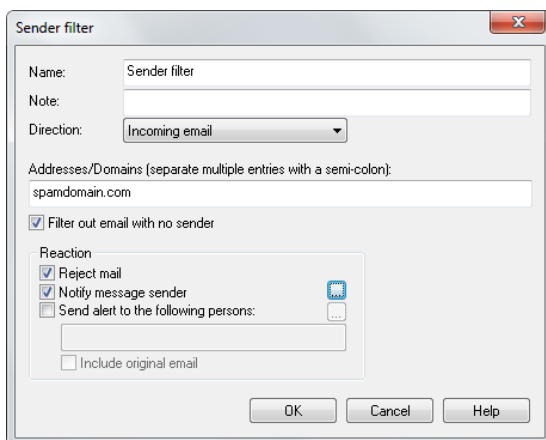 Sender filter
Name: Sender filter
Note:
Direction: Incoming email
Addresses/Domains (separate multiple entries with a semi-colon):
spamdomain.com
Filter out email with no sender
Reaction
Reject mail
Notify message sender ...
Send alert to the following persons: ...
Include original email
OK Cancel Help